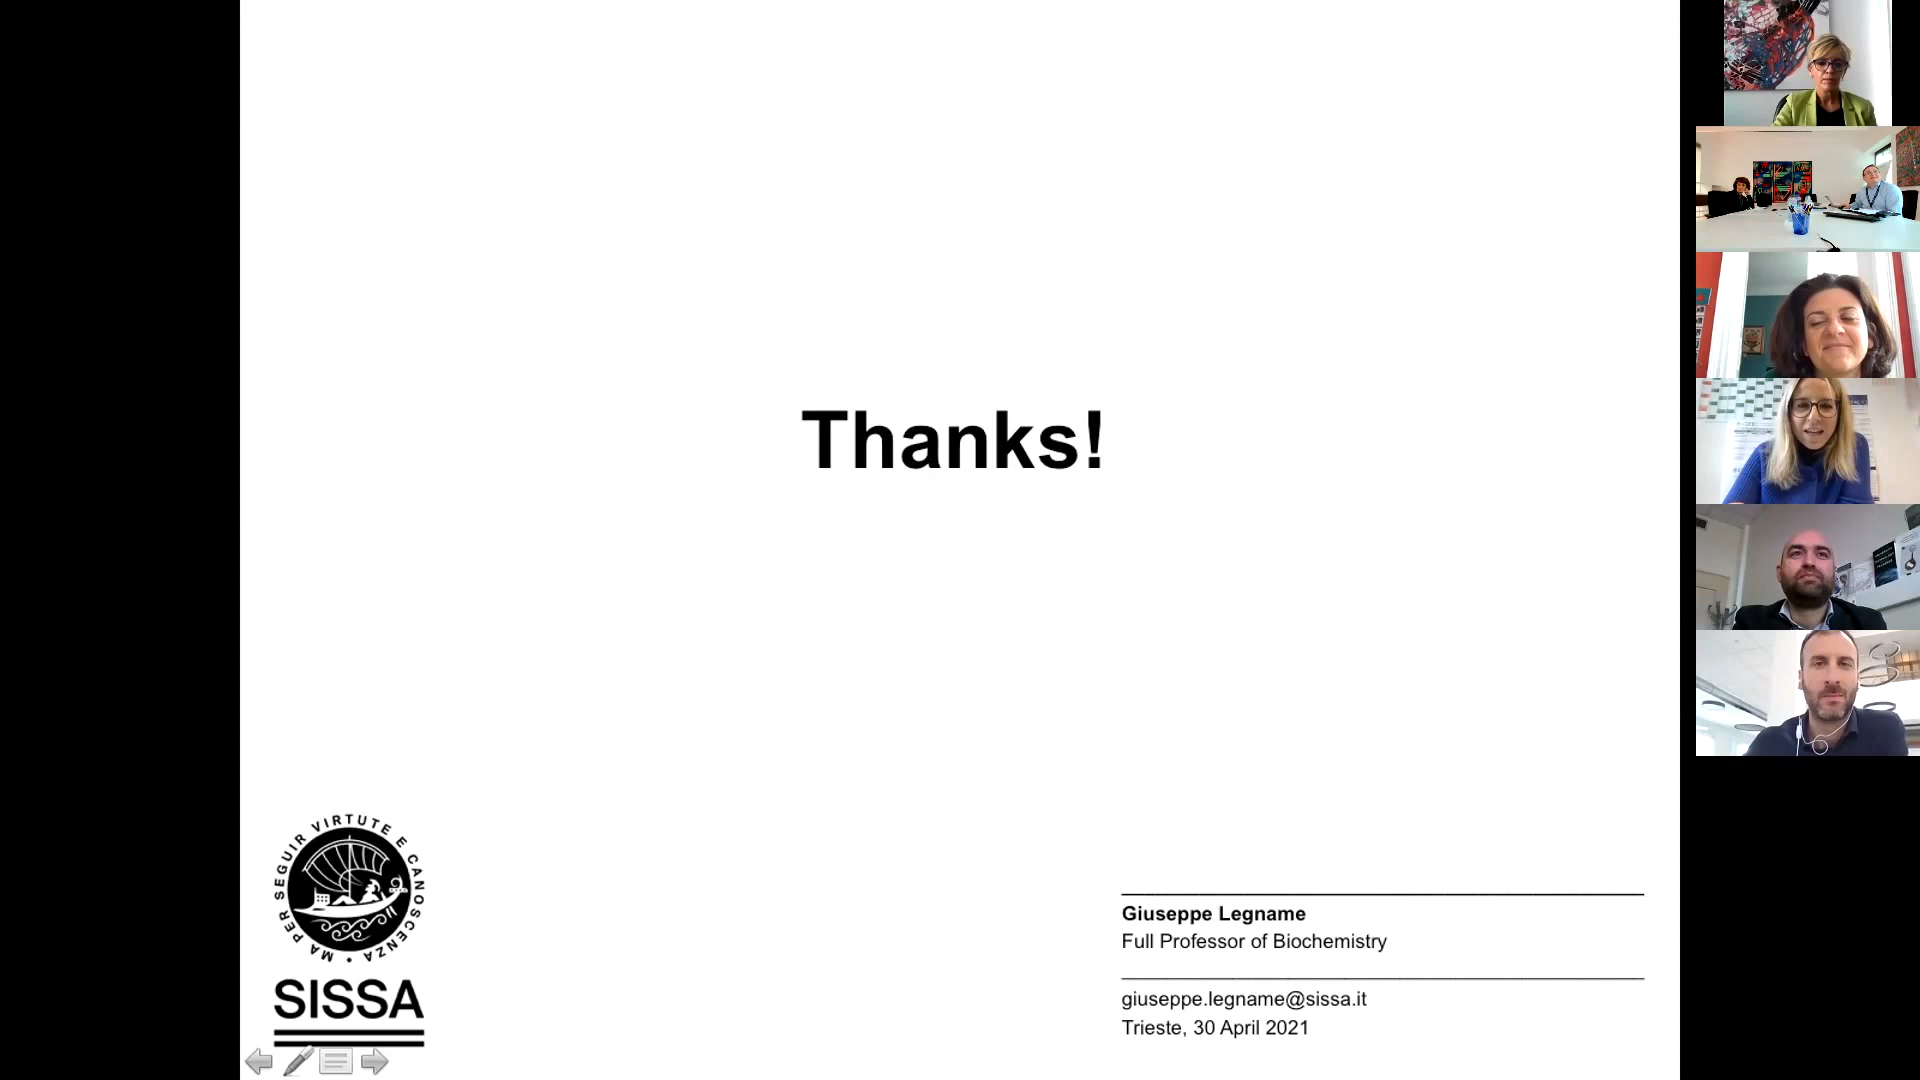 Thanks!
MA PER SEGUIR VIRTUTE E CANOSCENZA •
SISSA
Giuseppe Legname
Full Professor of Biochemistry
giuseppe.legname@sissa.it
Trieste, 30 April 2021